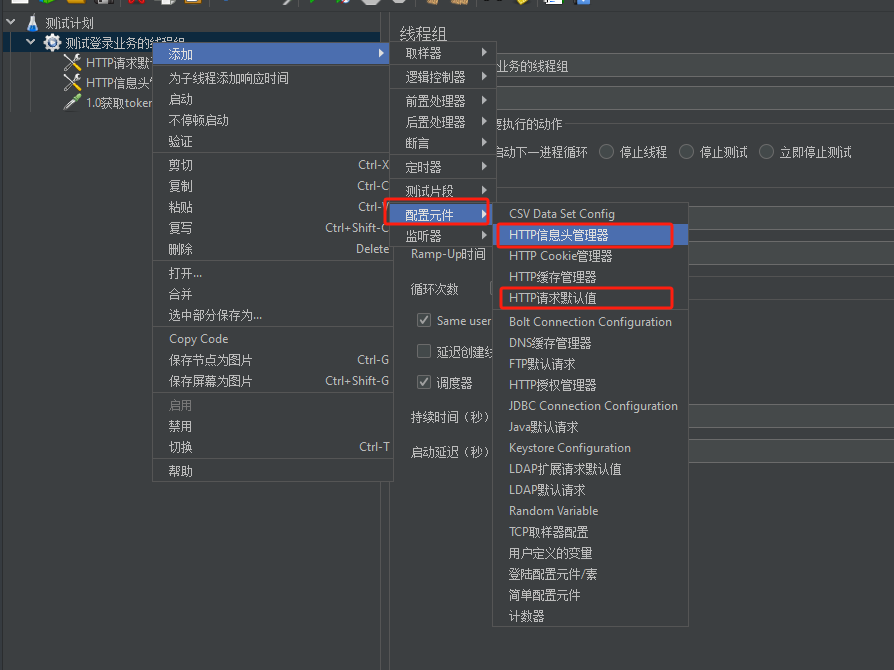 测试计划
测试登录业务的线程组
HTTP请求默
HTTP信息头
1.0获取token
添加
为子线程添加响应时间
启动
不停顿启动
验证
剪切 Ctrl-X
复制 Ctrl-C
粘贴 Ctrl-V
复写 Ctrl+Shift-C
删除 Delete
打开...
合并
选中部分保存为...
Copy Code
保存节点为图片 Ctrl-G
保存屏幕为图片 Ctrl+Shift-G
启用
禁用
切换 Ctrl-T
帮助
线程组
取样器
逻辑控制器
前置处理器
后置处理器
断言
定时器
测试片段
配置元件
监听器
业务的线程组
要执行的动作
启动下一进程循环 停止线程 停止测试 立即停止测试
Ramp-Up时间
循环次数
Same user
延迟创建线
调度器
持续时间（秒）
启动延迟（秒）
CSV Data Set Config
HTTP信息头管理器
HTTP Cookie管理器
HTTP缓存管理器
HTTP请求默认值
Bolt Connection Configuration
DNS缓存管理器
FTP默认请求
HTTP授权管理器
JDBC Connection Configuration
Java默认请求
Keystore Configuration
LDAP扩展请求默认值
LDAP默认请求
Random Variable
TCP取样器配置
用户定义的变量
登陆配置元件/素
简单配置元件
计数器